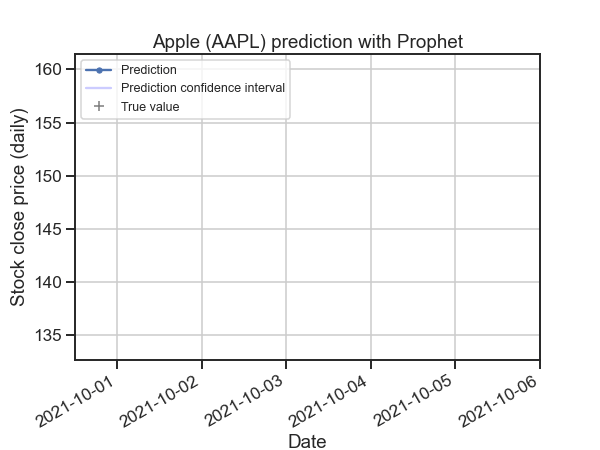 Apple (AAPL) prediction with Prophet
Prediction
Prediction confidence interval
True value
Stock close price (daily)
160
155
150
145
140
135
2021-10-01
2021-10-02
2021-10-03
2021-10-04
2021-10-05
2021-10-06
Date